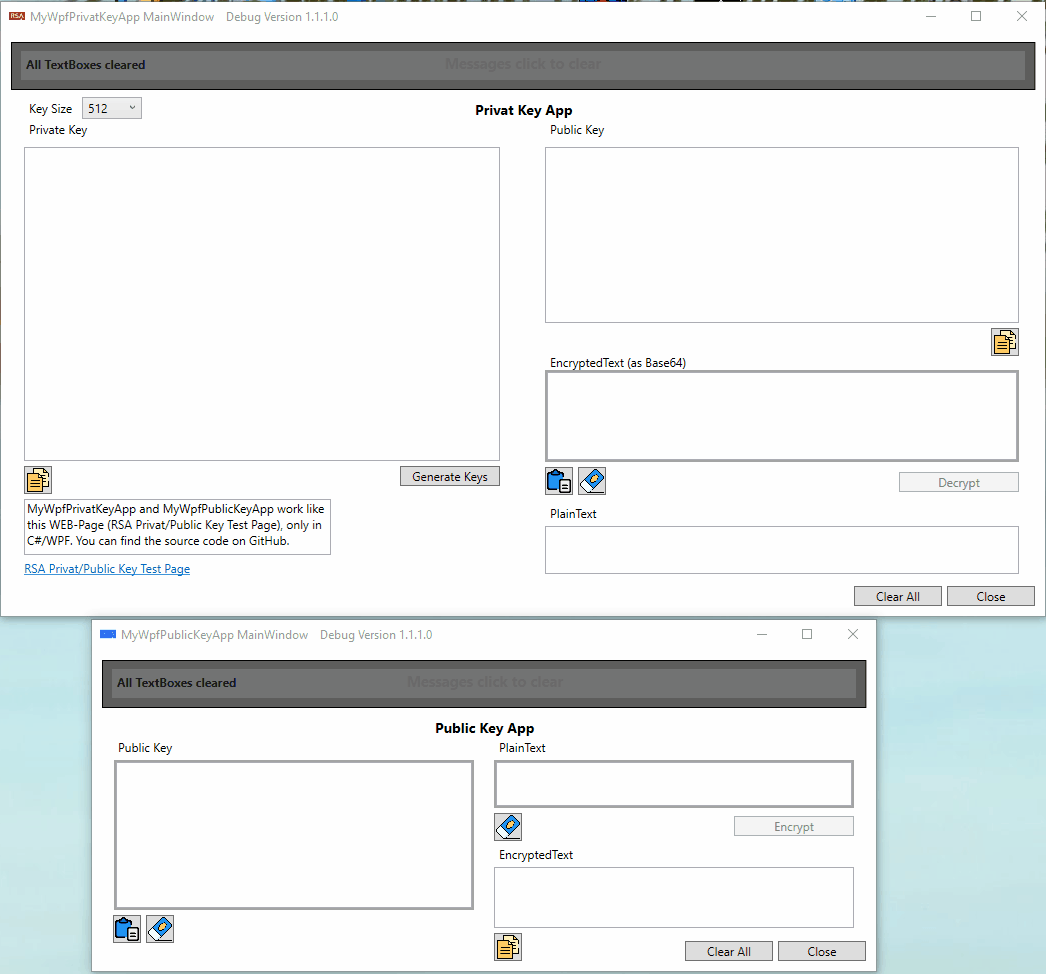 RSA MyWpfPrivatKeyApp MainWindow Debug Version 1.1.1.0
All TextBoxes cleared Messages click to clear
Key Size 512 Privat Key App
Private Key Public Key
EncryptedText (as Base64)
Generate Keys Decrypt
MyWpfPrivatKeyApp and MyWpfPublicKeyApp work like
this WEB-Page (RSA Privat/Public Key Test Page), only in
C#/WPF. You can find the source code on GitHub.
PlainText
RSA Privat/Public Key Test Page
Clear All Close
MyWpfPublicKeyApp MainWindow Debug Version 1.1.1.0
All TextBoxes cleared Messages click to clear
Public Key App
Public Key PlainText
Encrypt
EncryptedText
Clear All Close